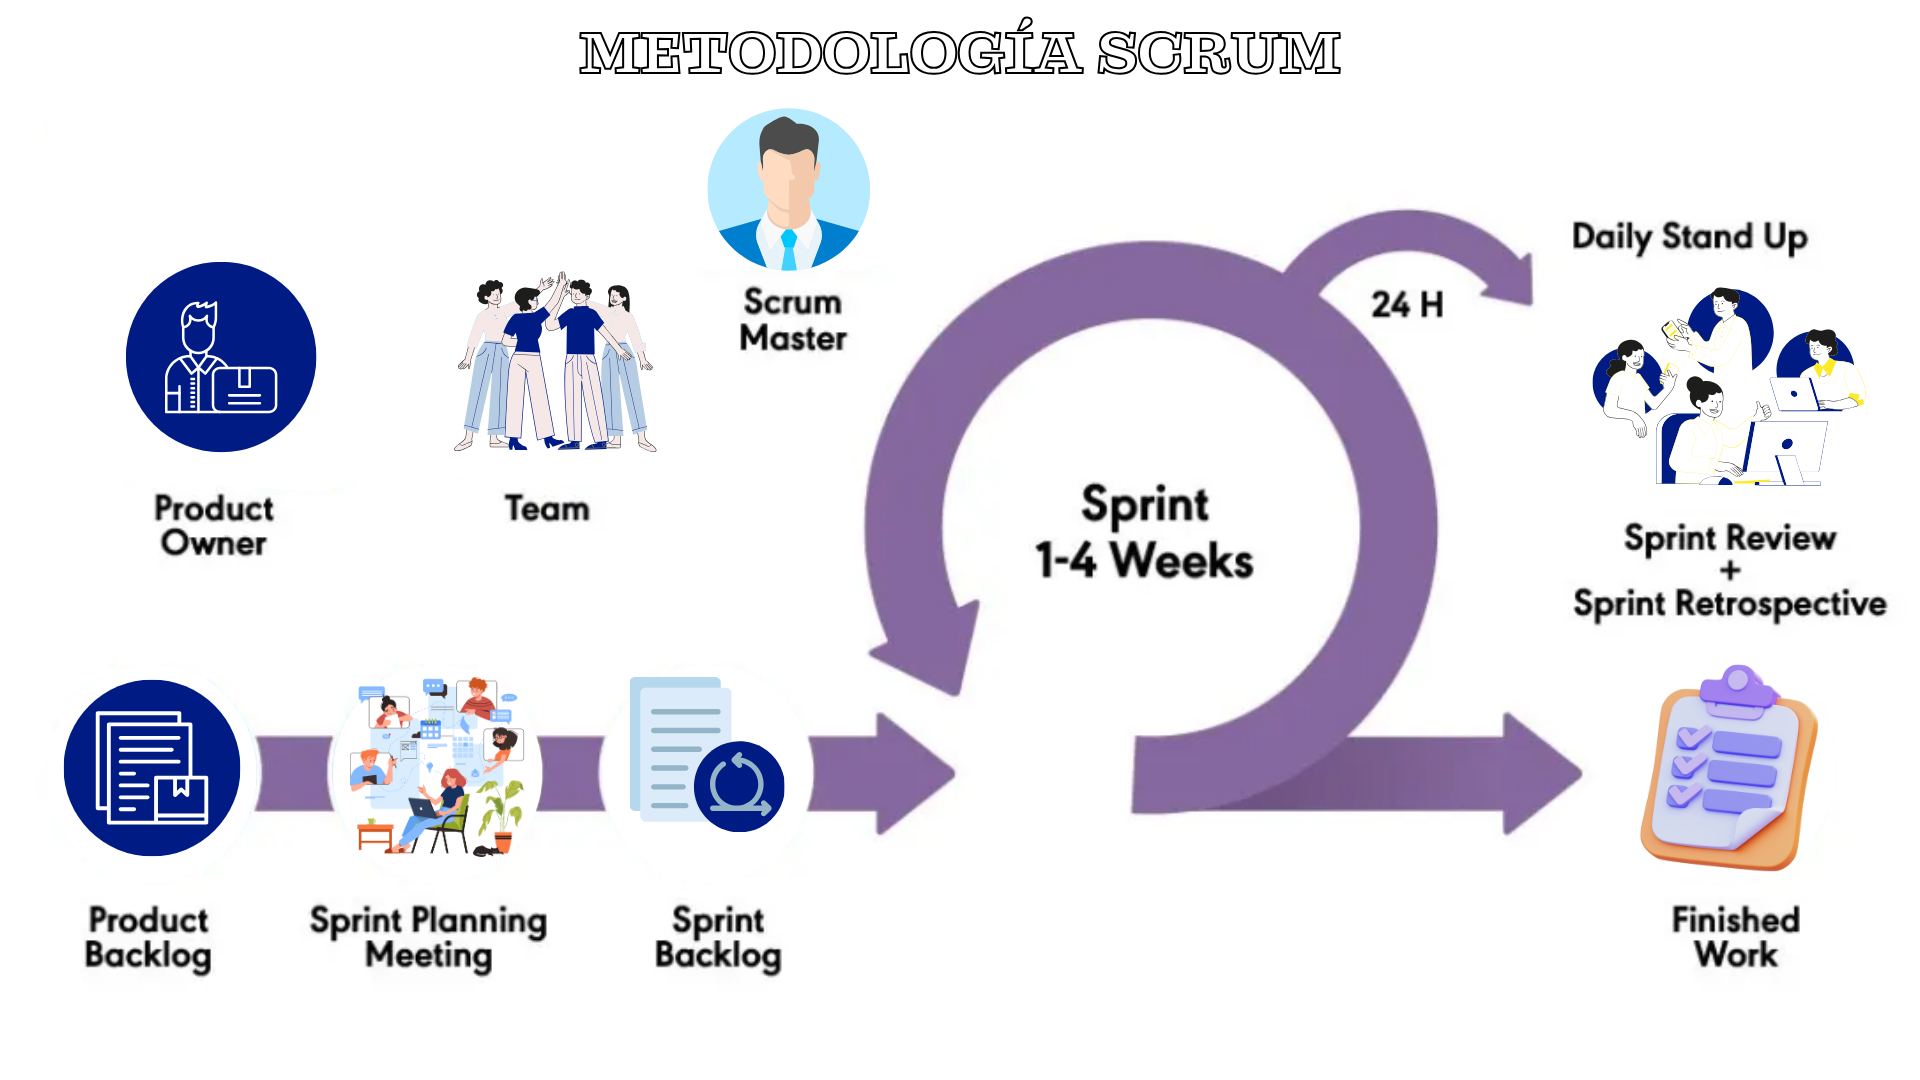 METODOLOGÍA SCRUM
Scrum
Master
Product
Owner
Team
Daily Stand Up
24 H
Sprint
1-4 Weeks
Sprint Review
+
Sprint Retrospective
Product
Backlog
Sprint Planning
Meeting
Sprint
Backlog
Finished
Work